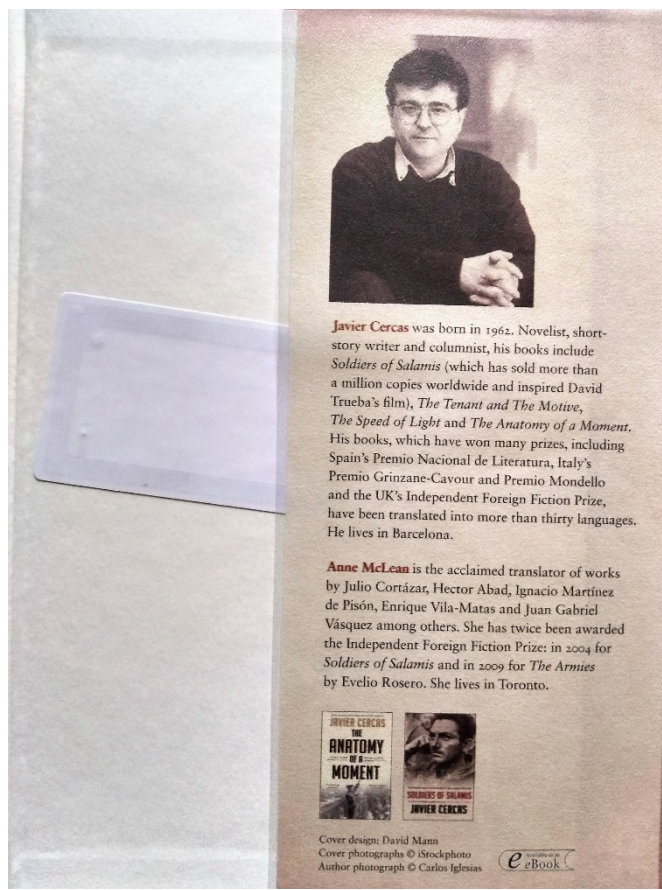 Javier Cercas was born in 1962. Novelist, short-
story writer and columnist, his books include
Soldiers of Salamis (which has sold more than
a million copies worldwide and inspired David
Trueba's film), The Tenant and The Motive,
The Speed of Light and The Anatomy of a Moment.
His books, which have won many prizes, including
Spain's Premio Nacional de Literatura, Italy's
Premio Grinzane-Cavour and Premio Mondello
and the UK's Independent Foreign Fiction Prize,
have been translated into more than thirty languages.
He lives in Barcelona.
Anne McLean is the acclaimed translator of works
by Julio Cortázar, Hector Abad, Ignacio Martínez
de Pisón, Enrique Vila-Matas and Juan Gabriel
Vásquez among others. She has twice been awarded
the Independent Foreign Fiction Prize: in 2004 for
Soldiers of Salamis and in 2009 for The Armies
by Evelio Rosero. She lives in Toronto.
JAVIER CERCAS
THE
ANATOMY
OF A
MOMENT
SOLDIERS OF SALAMIS
JAVIER CERCAS
Cover design: David Mann
Cover photographs © iStockphoto
Author photograph © Carlos Iglesias
e Available as an
eBook